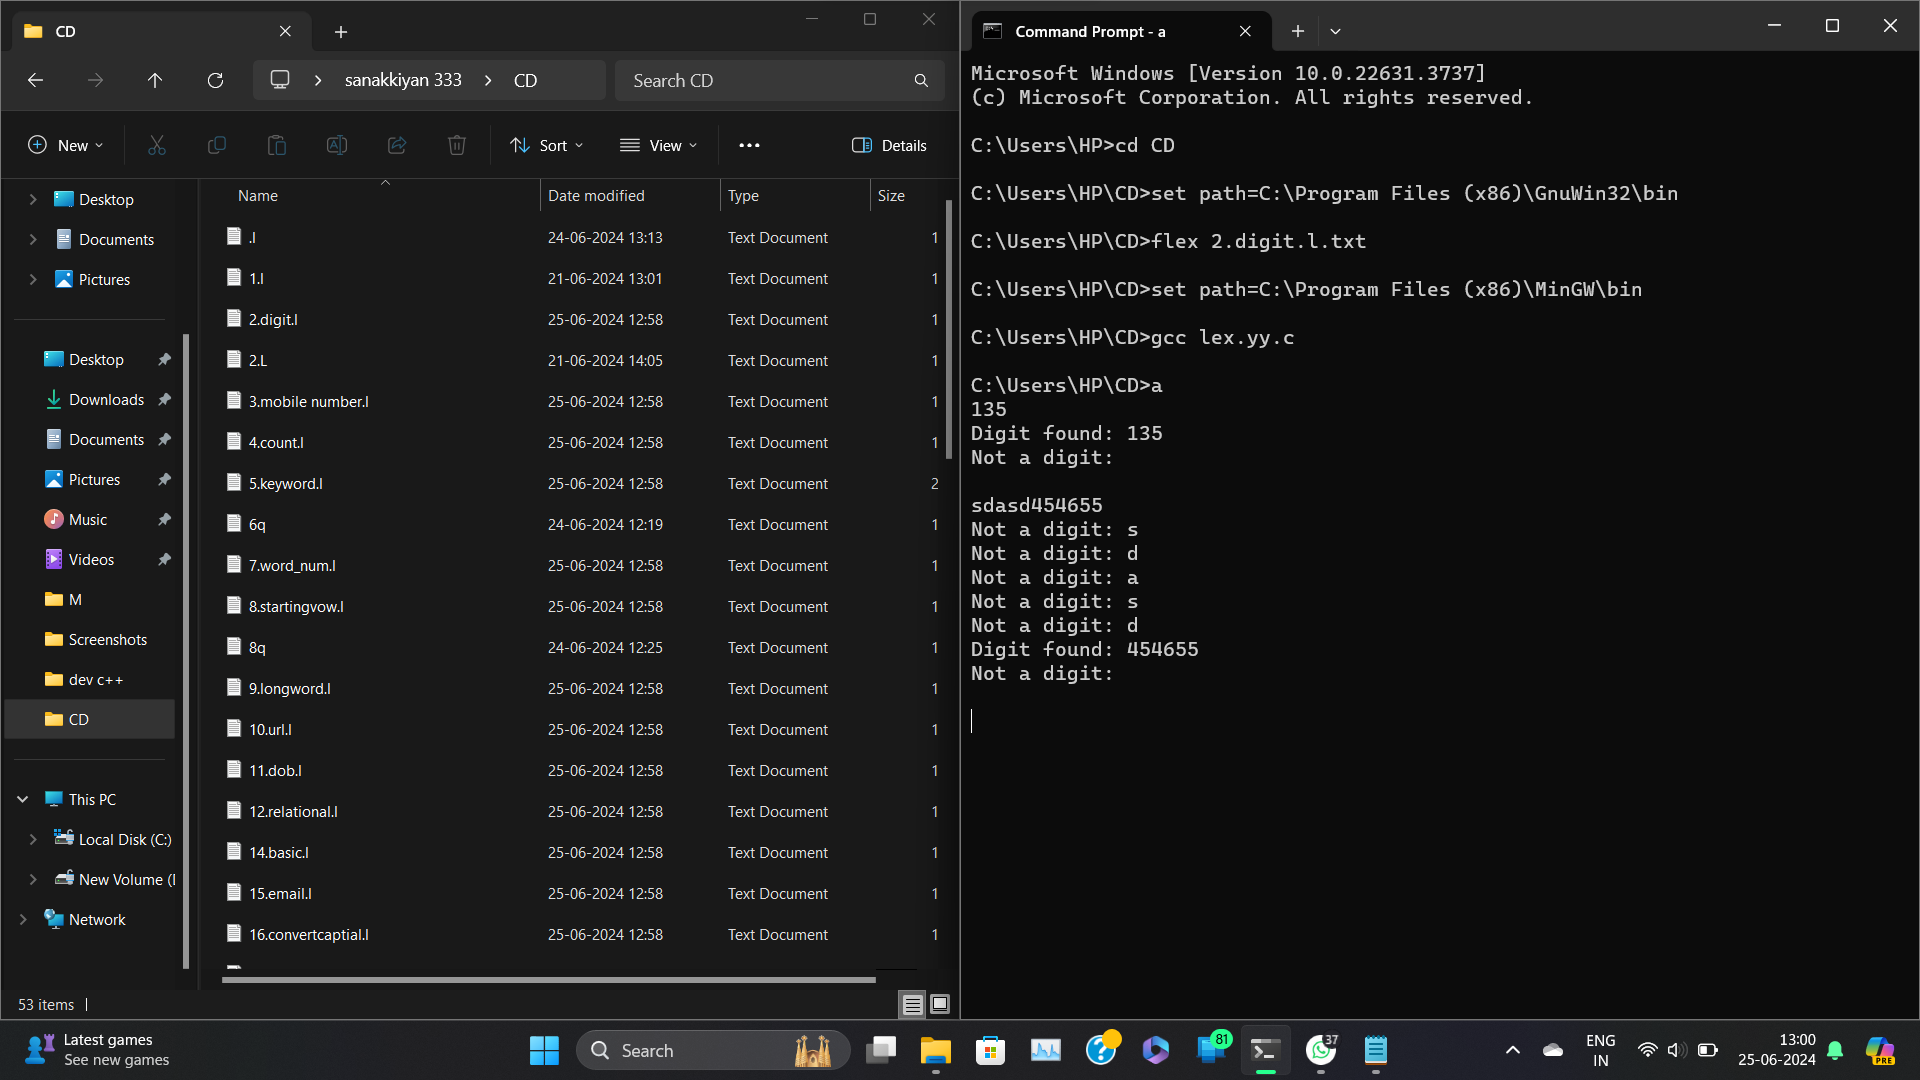 CD
sanakkiyan 333
CD
Search CD
New
Sort
View
Details
Name Date modified Type Size
Desktop
Documents
Pictures
Desktop
Downloads
Documents
Pictures
Music
Videos
M
Screenshots
dev c++
CD
This PC
Local Disk (C:)
New Volume (
Network
.l 24-06-2024 13:13 Text Document 1
1.l 21-06-2024 13:01 Text Document 1
2.digit.l 25-06-2024 12:58 Text Document 1
2.L 21-06-2024 14:05 Text Document 1
3.mobile number.l 25-06-2024 12:58 Text Document 1
4.count.l 25-06-2024 12:58 Text Document 1
5.keyword.l 25-06-2024 12:58 Text Document 2
6q 24-06-2024 12:19 Text Document 1
7.word_num.l 25-06-2024 12:58 Text Document 1
8.startingvow.l 25-06-2024 12:58 Text Document 1
8q 24-06-2024 12:25 Text Document 1
9.longword.l 25-06-2024 12:58 Text Document 1
10.url.l 25-06-2024 12:58 Text Document 1
11.dob.l 25-06-2024 12:58 Text Document 1
12.relational.l 25-06-2024 12:58 Text Document 1
14.basic.l 25-06-2024 12:58 Text Document 1
15.email.l 25-06-2024 12:58 Text Document 1
16.convertcaptial.l 25-06-2024 12:58 Text Document 1
53 items
Command Prompt - a
Microsoft Windows [Version 10.0.22631.3737]
(c) Microsoft Corporation. All rights reserved.
C:\Users\HP>cd CD
C:\Users\HP\CD>set path=C:\Program Files (x86)\GnuWin32\bin
C:\Users\HP\CD>flex 2.digit.l.txt
C:\Users\HP\CD>set path=C:\Program Files (x86)\MinGW\bin
C:\Users\HP\CD>gcc lex.yy.c
C:\Users\HP\CD>a
135
Digit found: 135
Not a digit:
sdasd454655
Not a digit: s
Not a digit: d
Not a digit: a
Not a digit: s
Not a digit: d
Digit found: 454655
Not a digit:
Latest games
See new games
Search
81
37
ENG
IN
13:00
25-06-2024
PRE